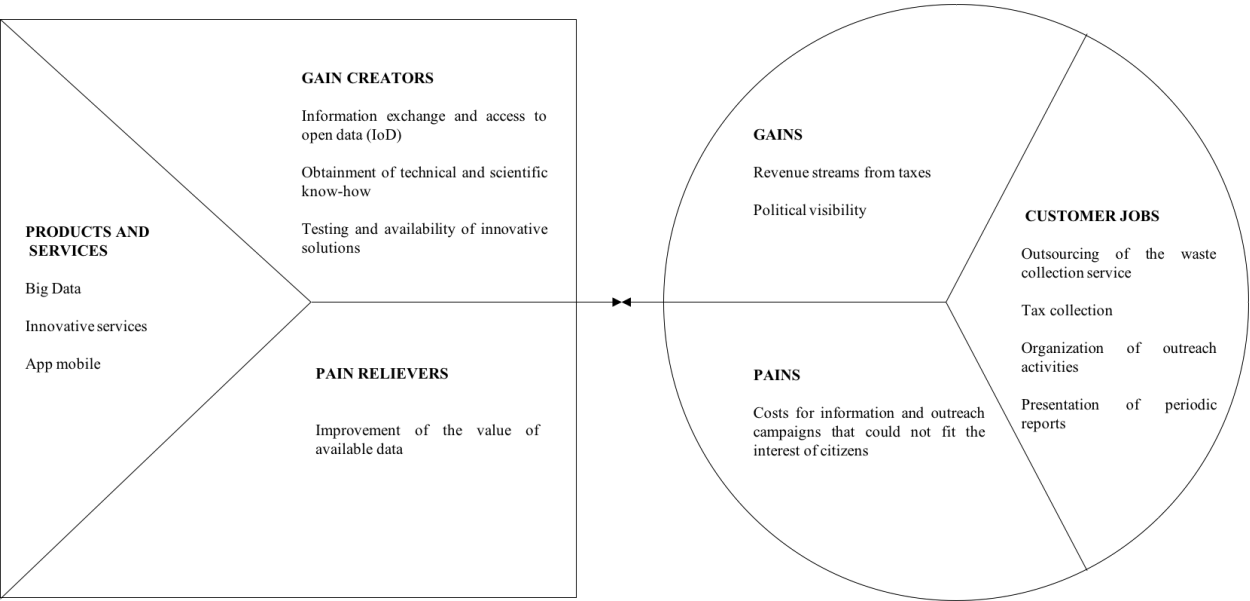 PRODUCTS AND
SERVICES
Big Data
Innovative services
App mobile
GAIN CREATORS
Information exchange and access to
open data (IoD)
Obtainment of technical and scientific
know-how
Testing and availability of innovative
solutions
PAIN RELIEVERS
Improvement of the value of
available data
GAINS
Revenue streams from taxes
Political visibility
PAINS
Costs for information and outreach
campaigns that could not fit the
interest of citizens
CUSTOMER JOBS
Outsourcing of the waste
collection service
Tax collection
Organization of outreach
activities
Presentation of periodic
reports